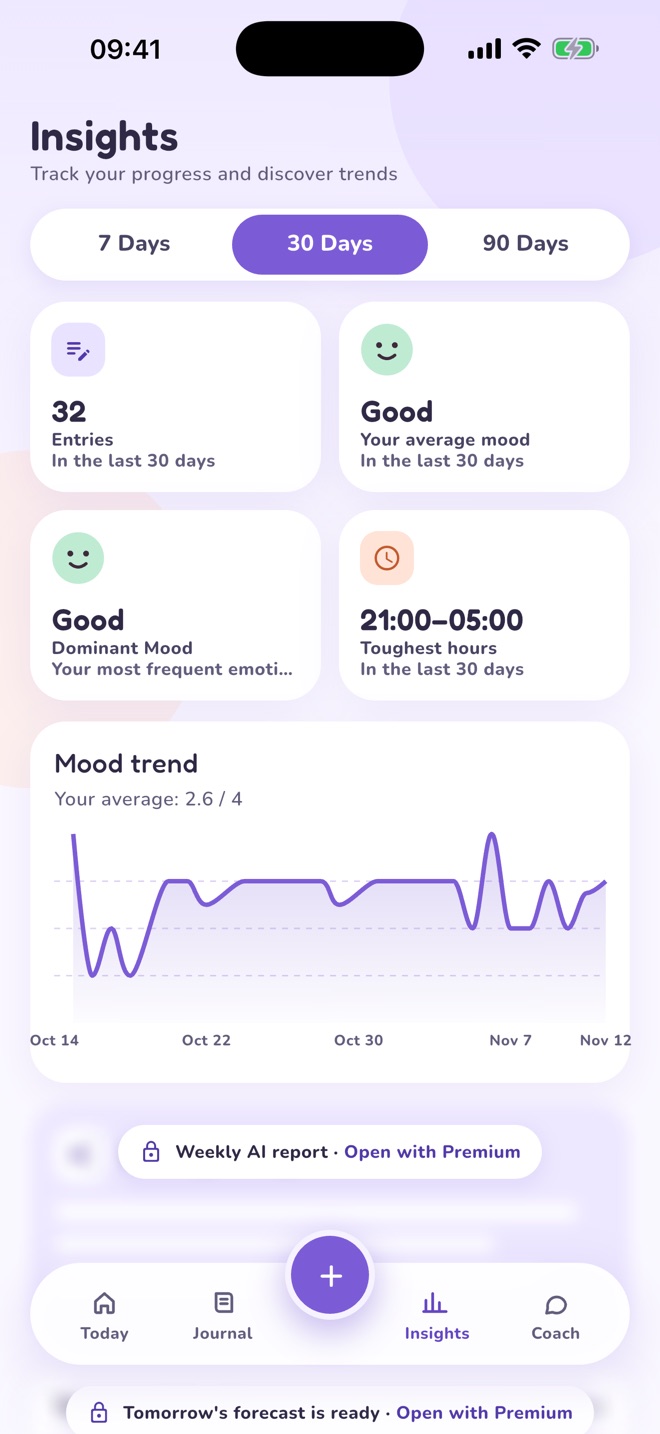 09:41
Insights
Track your progress and discover trends
7 Days
30 Days
90 Days
32
Entries
In the last 30 days
Good
Your average mood
In the last 30 days
Good
Dominant Mood
Your most frequent emoti...
21:00–05:00
Toughest hours
In the last 30 days
Mood trend
Your average: 2.6 / 4
Oct 14
Oct 22
Oct 30
Nov 7
Nov 12
Weekly AI report · Open with Premium
Today
Journal
Insights
Coach
Tomorrow's forecast is ready · Open with Premium